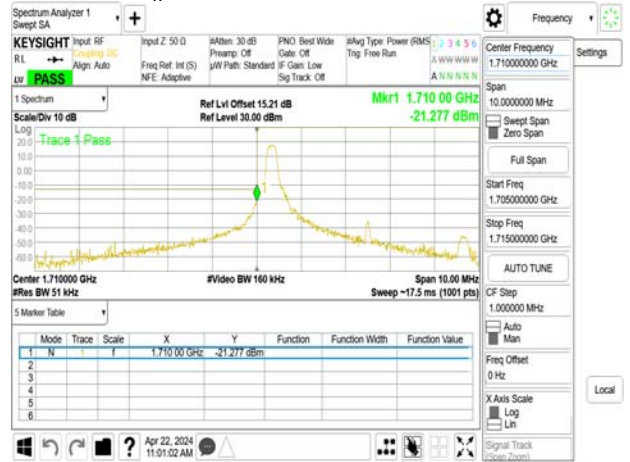 Spectrum Analyzer 1
Swept SA
+
Frequency
KEYSIGHT Input: RF Input Z: 50 Ω #Atten: 30 dB PNO: Best Wide #Avg Type: Power (RMS 1 2 3 4 5 6
RL Coupling: DC Preamp: Off Gate: Off Trig: Free Run A W W W W W
Align: Auto Freq Ref: Int (S) µW Path: Standard IF Gain: Low
LW PASS NFE: Adaptive Sig Track: Off A N N N N N
1 Spectrum
Scale/Div 10 dB
Ref Lvl Offset 15.21 dB
Ref Level 30.00 dBm
Mkr1 1.710 00 GHz
-21.277 dBm
Log
Trace 1 Pass
20.0
10.0
0.00
-10.0
-20.0
-30.0
-40.0
-50.0
-60.0
1
Center 1.710000 GHz #Video BW 160 kHz Span 10.00 MHz
#Res BW 51 kHz Sweep ~17.5 ms (1001 pts)
5 Marker Table
Mode Trace Scale X Y Function Function Width Function Value
1 N 1 f 1.710 00 GHz -21.277 dBm
2
3
4
5
6
Apr 22, 2024
11:01:02 AM
?
Center Frequency
1.710000000 GHz
Settings
Span
10.0000000 MHz
Swept Span
Zero Span
Full Span
Start Freq
1.705000000 GHz
Stop Freq
1.715000000 GHz
AUTO TUNE
CF Step
1.000000 MHz
Auto
Man
Freq Offset
0 Hz
X Axis Scale
Log
Lin
Local
Signal Track
(Span Zoom)